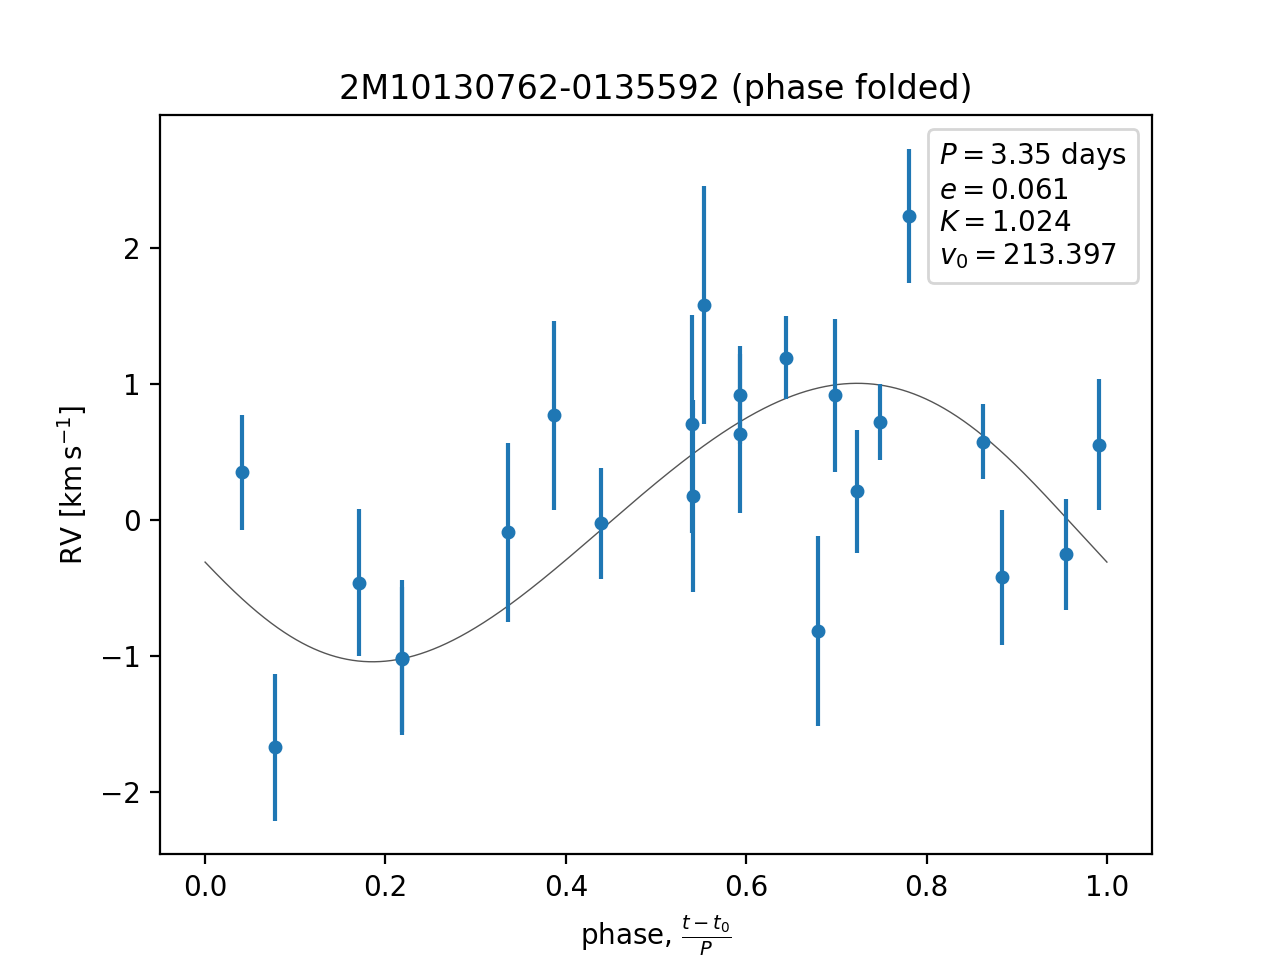 2M10130762-0135592 (phase folded)
P = 3.35 days
e = 0.061
K = 1.024
v₀ = 213.397
RV [km s⁻¹]
2
1
0
−1
−2
0.0 0.2 0.4 0.6 0.8 1.0
phase, (t − t₀)/P